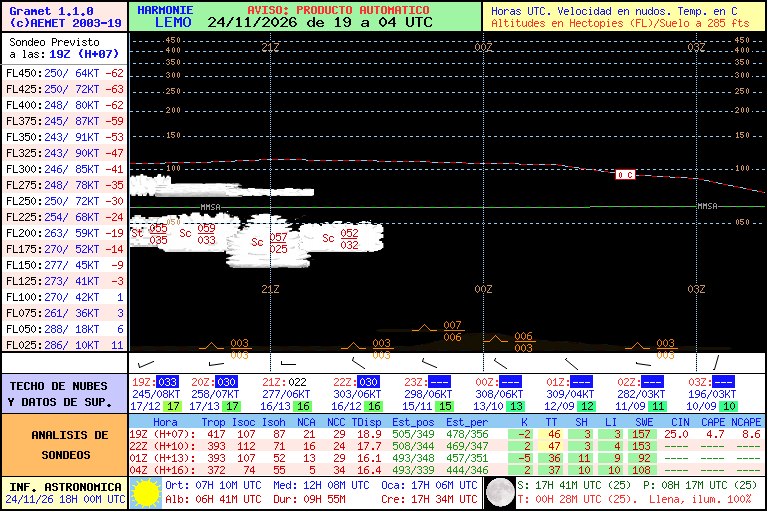 Gramet 1.1.0
(c)AEMET 2003-19
HARMONIE
LEMO
AVISO: PRODUCTO AUTOMATICO
24/11/2026 de 19 a 04 UTC
Horas UTC. Velocidad en nudos. Temp. en C
Altitudes en Hectopies (FL)/Suelo a 285 fts
Sondeo Previsto
a las: 19Z (H+07)
FL450: 250/ 64KT -62
FL425: 250/ 72KT -63
FL400: 248/ 80KT -62
FL375: 245/ 87KT -59
FL350: 243/ 91KT -53
FL325: 243/ 90KT -47
FL300: 246/ 85KT -41
FL275: 248/ 78KT -35
FL250: 250/ 72KT -30
FL225: 254/ 68KT -24
FL200: 263/ 59KT -19
FL175: 270/ 52KT -14
FL150: 277/ 45KT -9
FL125: 273/ 41KT -3
FL100: 270/ 42KT 1
FL075: 261/ 36KT 3
FL050: 288/ 18KT 6
FL025: 286/ 10KT 11
21Z 00Z 03Z
450 450
400 400
350 350
300 300
250 250
200 200
150 150
100 100
050 050
0 C
MMSA MMSA
St 055 035
Sc 059 033
Sc 057 025
Sc 052 032
21Z 00Z 03Z
003 003
003 003
007 006
006 003
003 003
TECHO DE NUBES
Y DATOS DE SUP.
19Z:033 20Z:030 21Z:022 22Z:030 23Z:--- 00Z:--- 01Z:--- 02Z:--- 03Z:---
245/08KT 258/07KT 277/06KT 303/06KT 298/06KT 308/06KT 309/04KT 282/03KT 196/03KT
17/12 17 17/13 17 16/13 16 16/12 16 15/11 15 13/10 13 12/09 12 11/09 11 10/09 10
ANALISIS DE
SONDEOS
Hora Trop Isoc Isoh NCA NCC TDisp Est_pos Est_per K TT SH LI SWE CIN CAPE NCAPE
19Z (H+07): 417 107 87 21 29 18.9 505/349 478/356 -2 46 3 3 157 25.0 4.7 8.6
22Z (H+10): 393 112 71 16 24 17.7 508/354 469/347 2 43 4 4 153
01Z (H+13): 393 107 52 13 29 16.1 493/348 457/351 -5 36 11 9 92
04Z (H+16): 372 74 55 5 34 16.4 493/339 444/346 2 37 10 10 108
INF. ASTRONOMICA
24/11/26 18H 00M UTC
Ort: 07H 10M UTC Med: 12H 08M UTC Oca: 17H 06M UTC
Alb: 06H 41M UTC Dur: 09H 55M Cre: 17H 34M UTC
S: 17H 41M UTC (25) P: 08H 17M UTC (25)
T: 00H 28M UTC (25). Llena, ilum. 100%